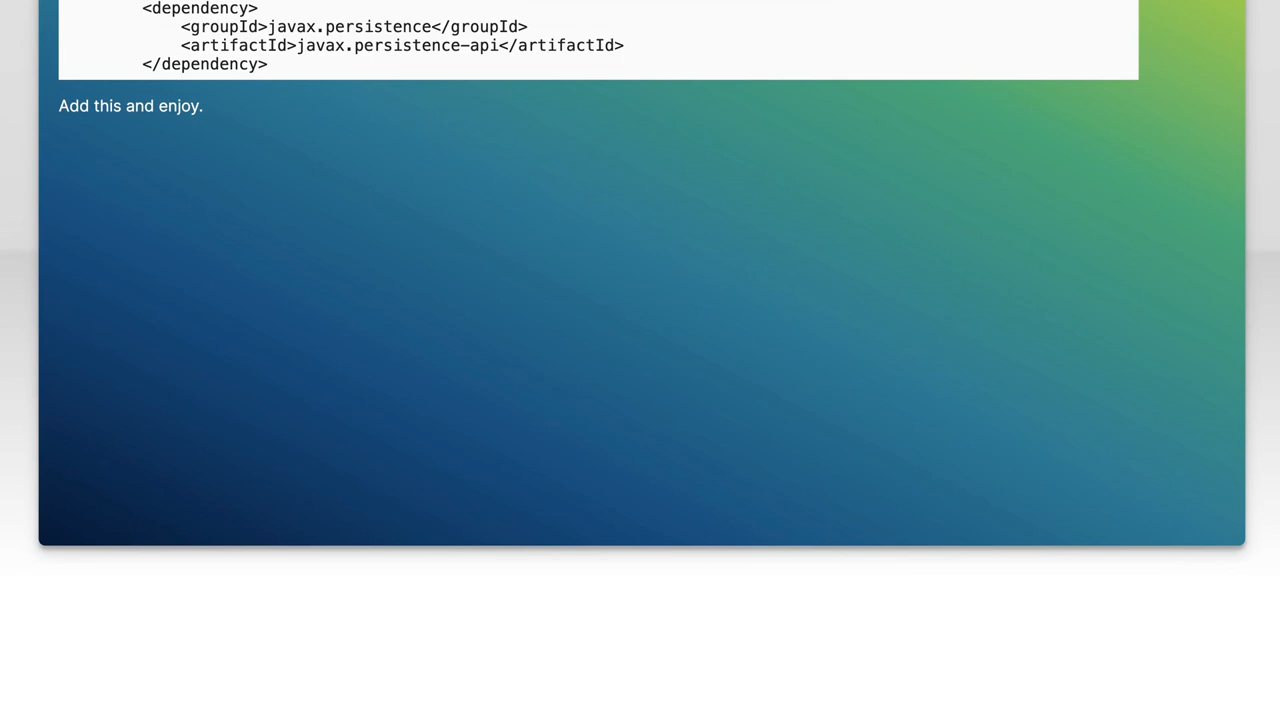 <dependency>
<groupId>javax.persistence</groupId>
<artifactId>javax.persistence-api</artifactId>
</dependency>
Add this and enjoy.